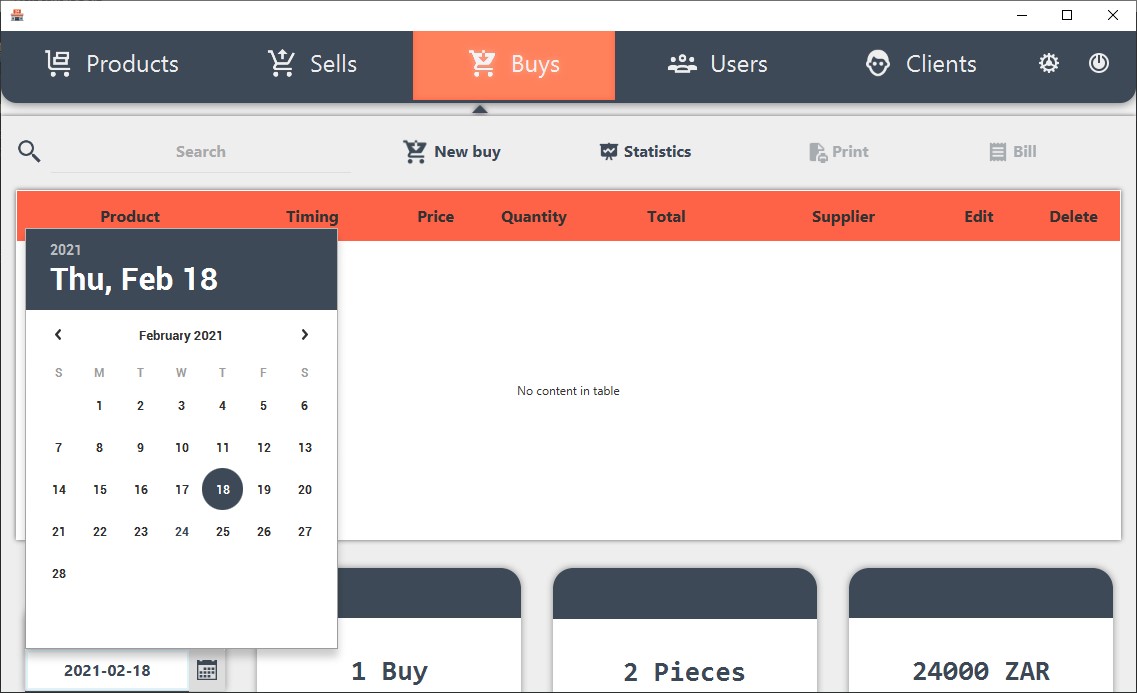 Products Sells Buys Users Clients
Search New buy Statistics Print Bill
Product Timing Price Quantity Total Supplier Edit Delete
2021
Thu, Feb 18
February 2021
S M T W T F S
1 2 3 4 5 6
7 8 9 10 11 12 13
14 15 16 17 18 19 20
21 22 23 24 25 26 27
28
No content in table
2021-02-18
1 Buy
2 Pieces
24000 ZAR